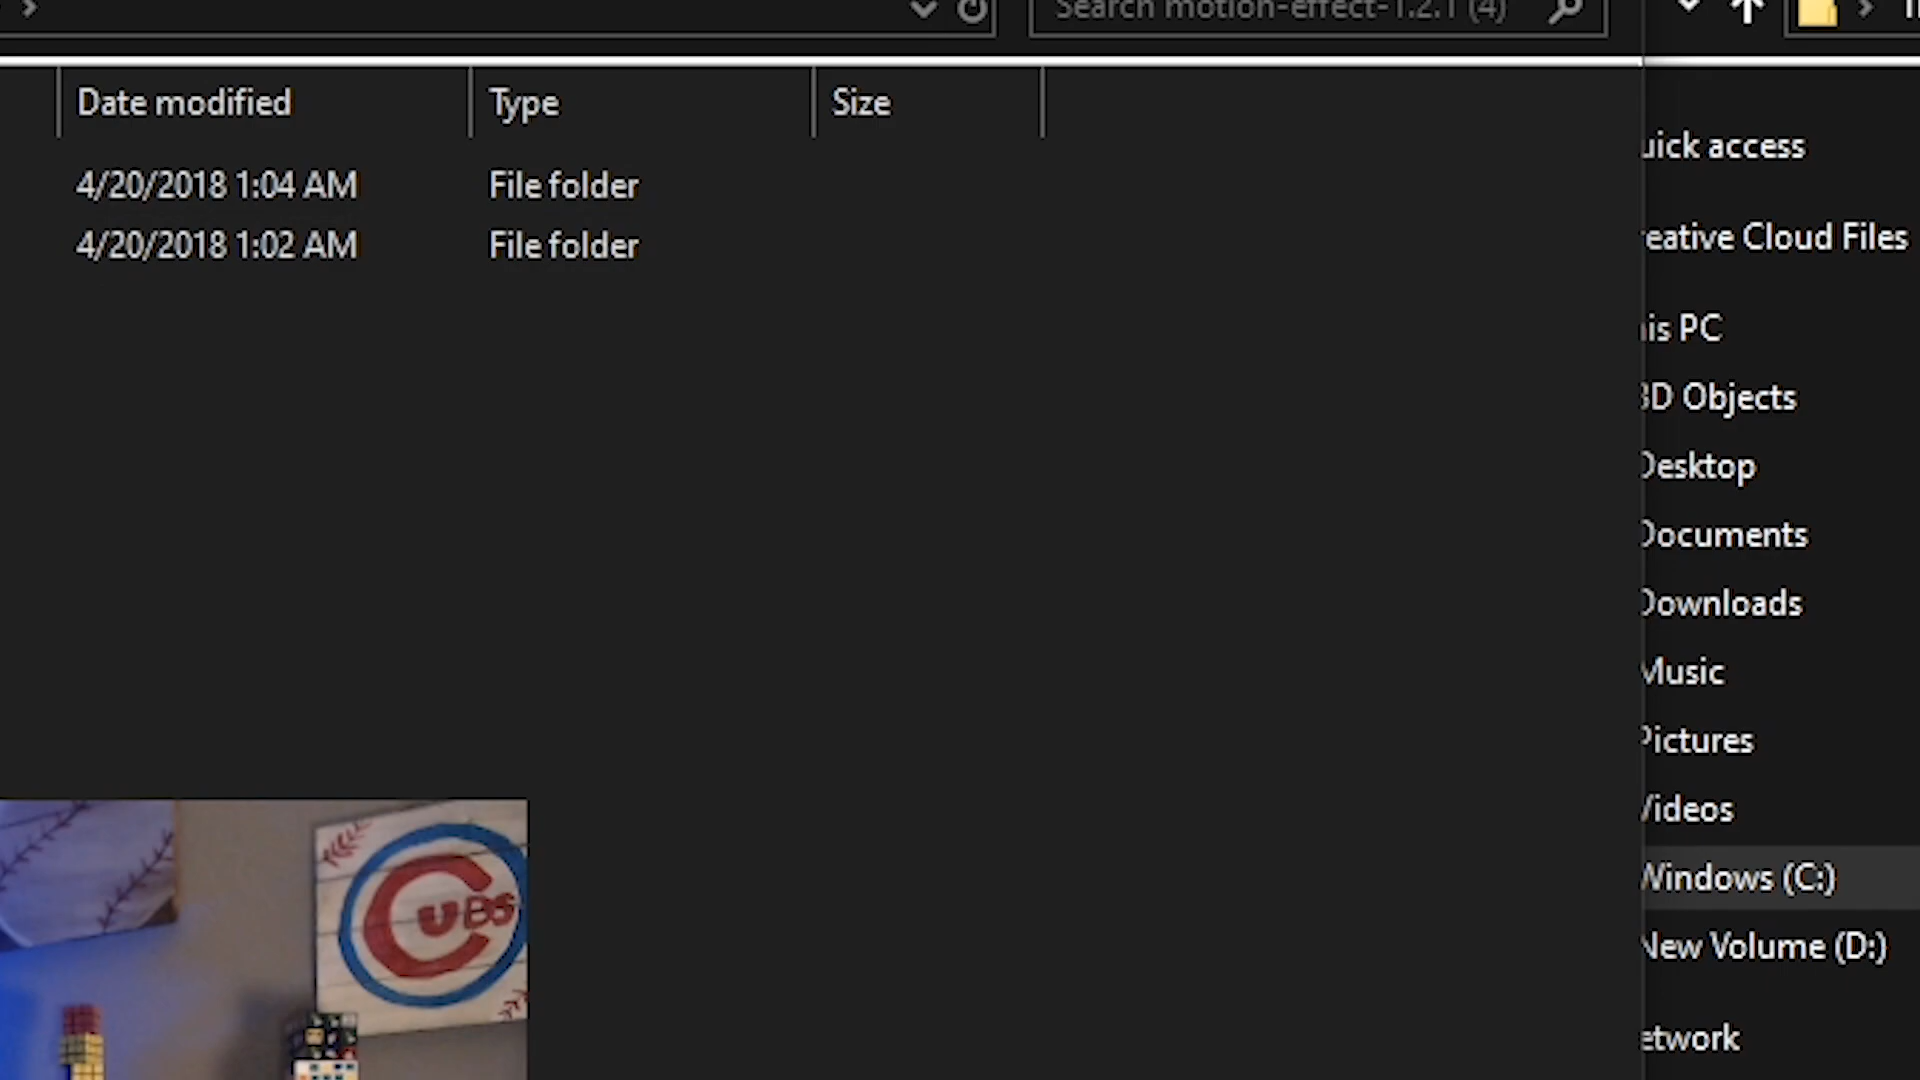 Search motion-effect-1.2.1 (4)
Date modified Type Size
4/20/2018 1:04 AM File folder
4/20/2018 1:02 AM File folder
uick access
reative Cloud Files
his PC
3D Objects
Desktop
Documents
Downloads
Music
Pictures
Videos
Windows (C:)
New Volume (D:)
etwork
CUBS